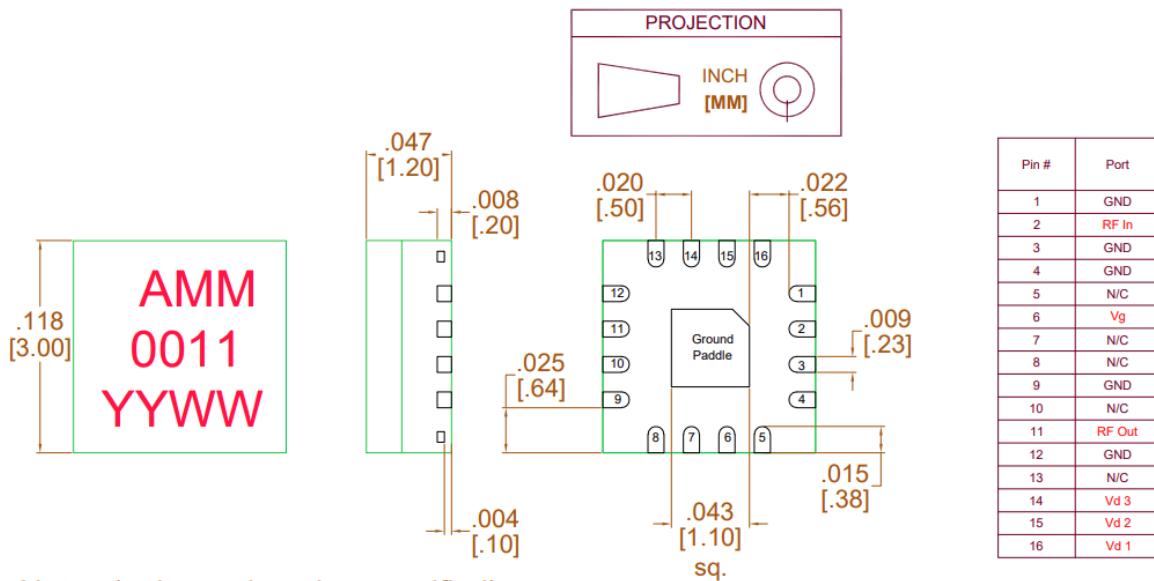 PROJECTION
INCH
[MM]
.047
[1.20]
.008
[.20]
.020
[.50]
.022
[.56]
13 14 15 16
AMM
0011
YYWW
.118
[3.00]
12
11
10
9
1
2
3
4
Ground
Paddle
.009
[.23]
.025
[.64]
8 7 6 5
.015
[.38]
.004
[.10]
.043
[1.10]
sq.
Pin # Port
1 GND
2 RF In
3 GND
4 GND
5 N/C
6 Vg
7 N/C
8 N/C
9 GND
10 N/C
11 RF Out
12 GND
13 N/C
14 Vd 3
15 Vd 2
16 Vd 1